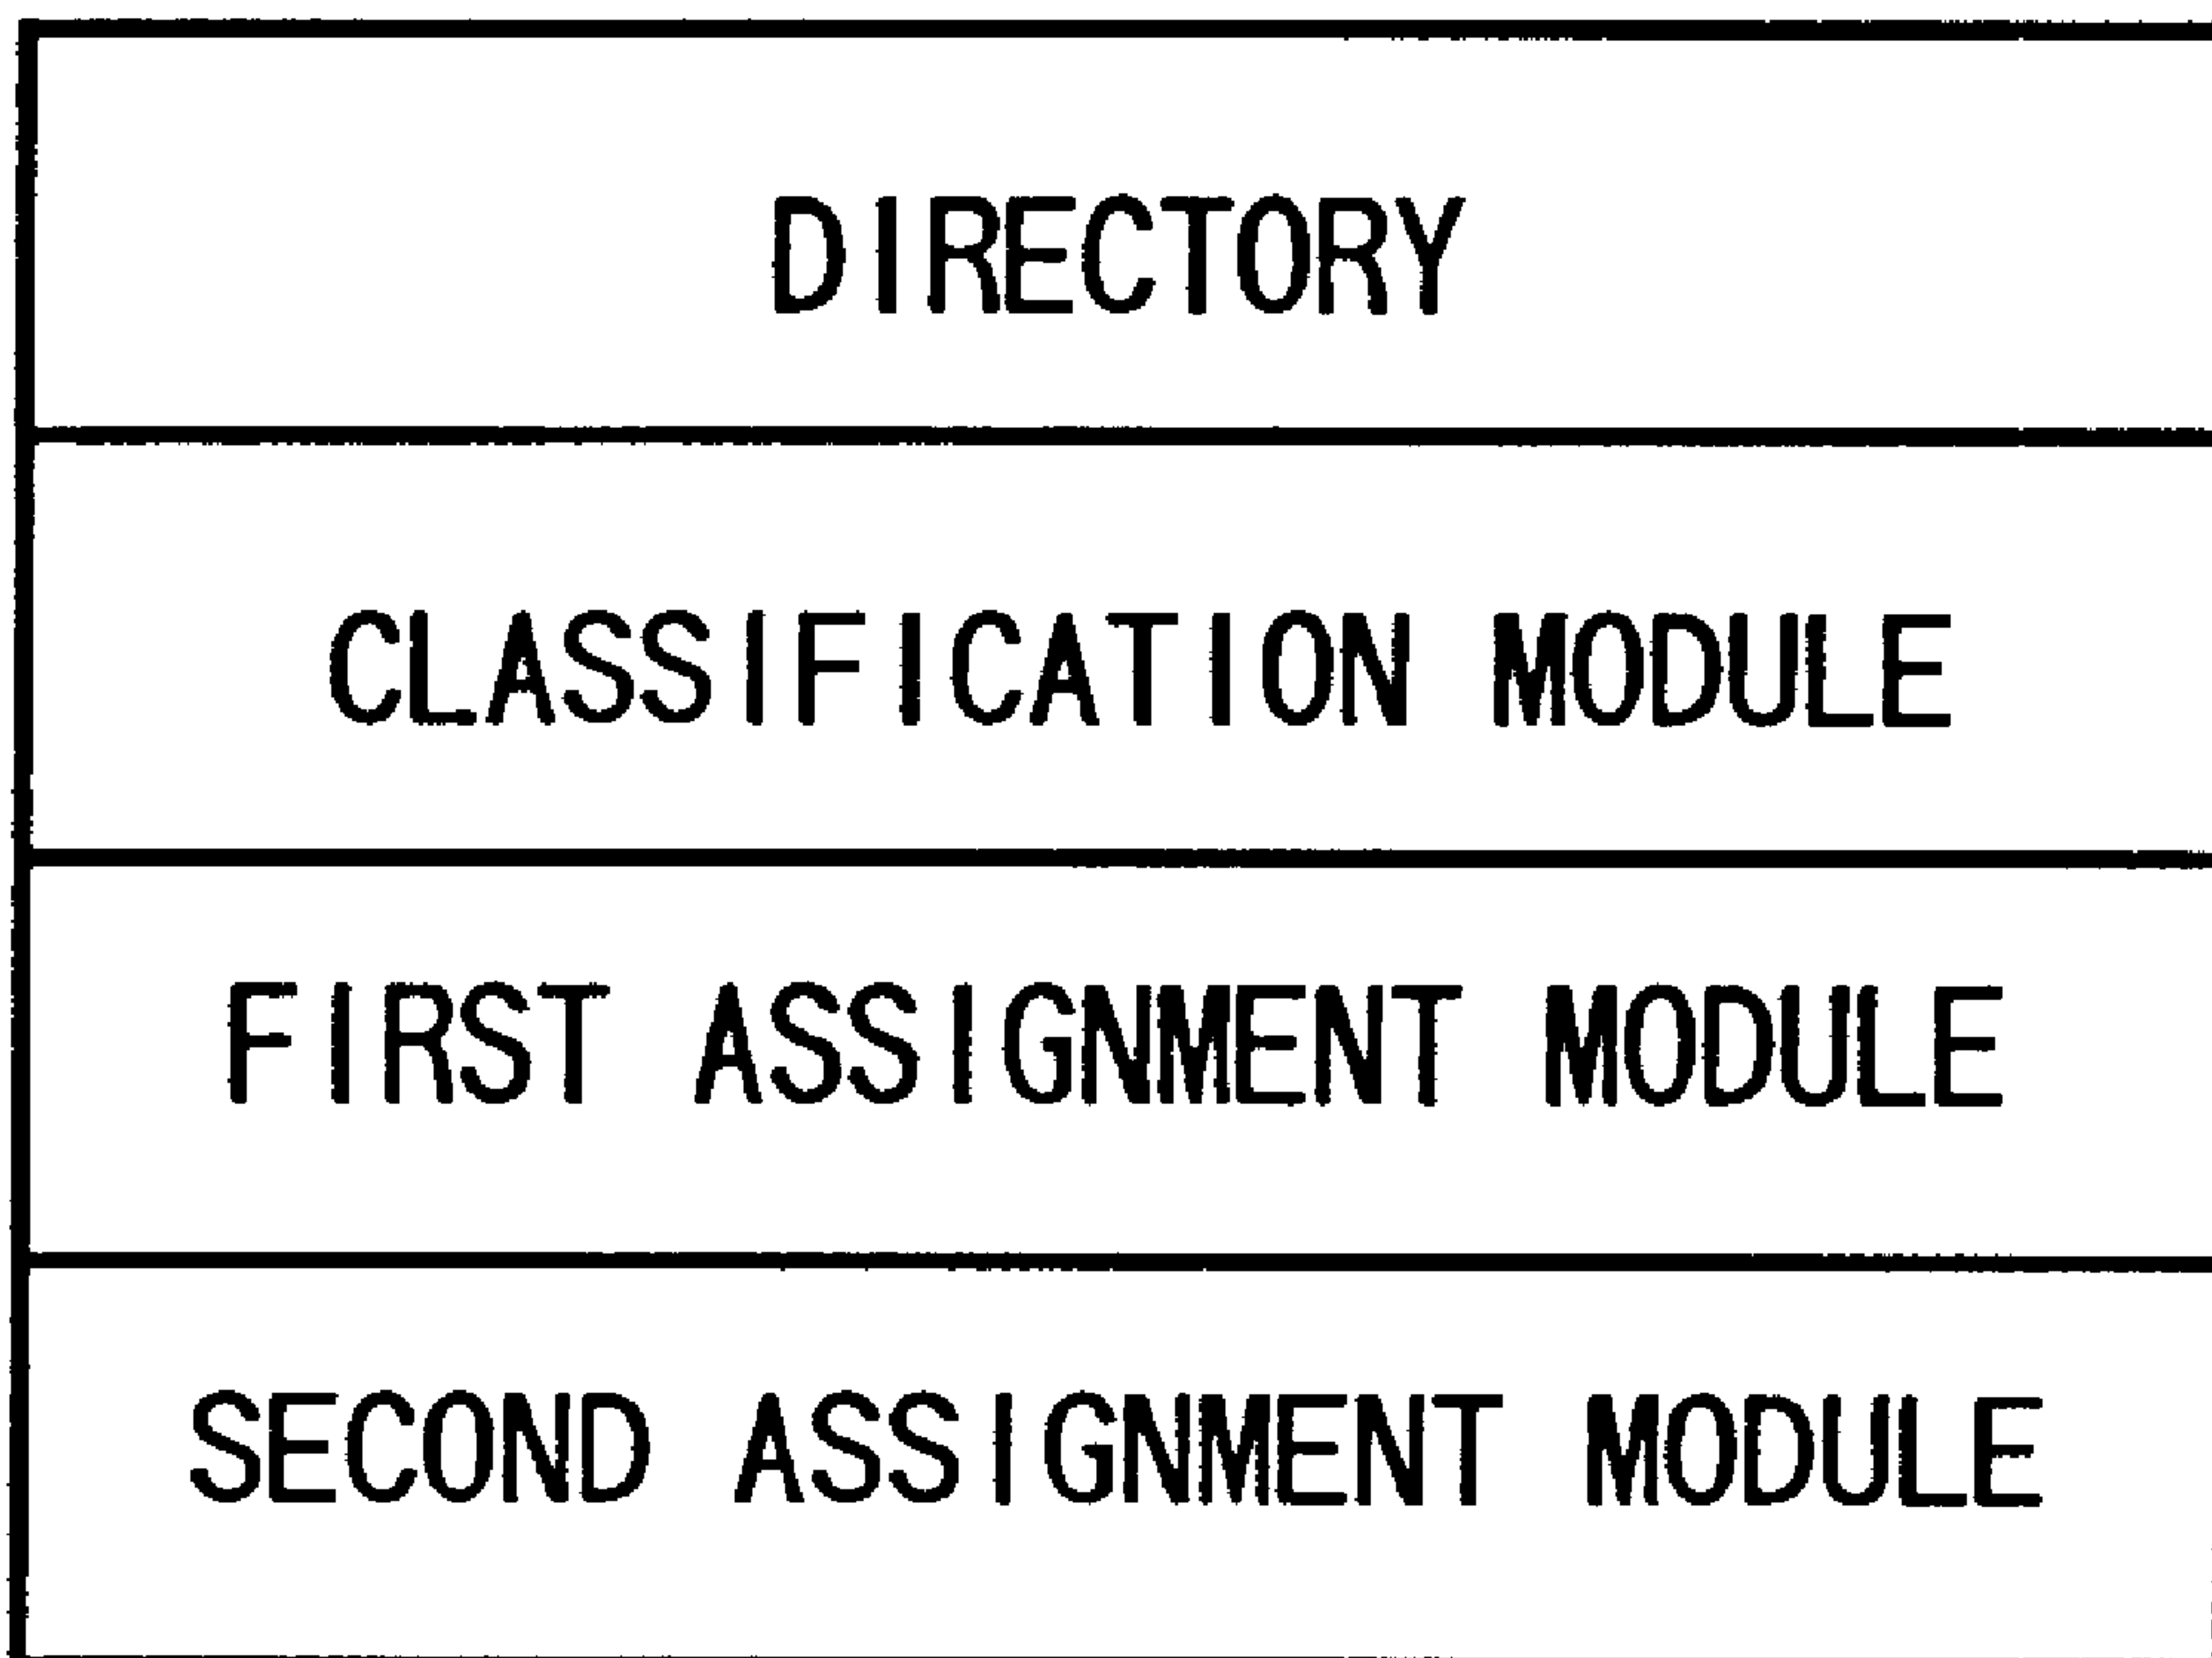 DIRECTORY
CLASSIFICATION MODULE
FIRST ASSIGNMENT MODULE
SECOND ASSIGNMENT MODULE